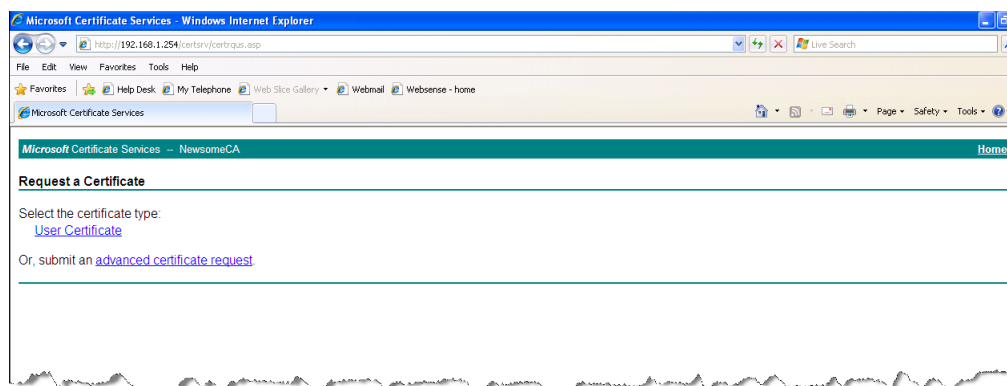 Microsoft Certificate Services - Windows Internet Explorer
http://192.168.1.254/certsrv/certrqus.asp
Live Search
File Edit View Favorites Tools Help
Favorites Help Desk My Telephone Web Slice Gallery Webmail Websense - home
Microsoft Certificate Services Page Safety Tools
Microsoft Certificate Services -- NewsomeCA Home
Request a Certificate
Select the certificate type:
User Certificate
Or, submit an advanced certificate request.